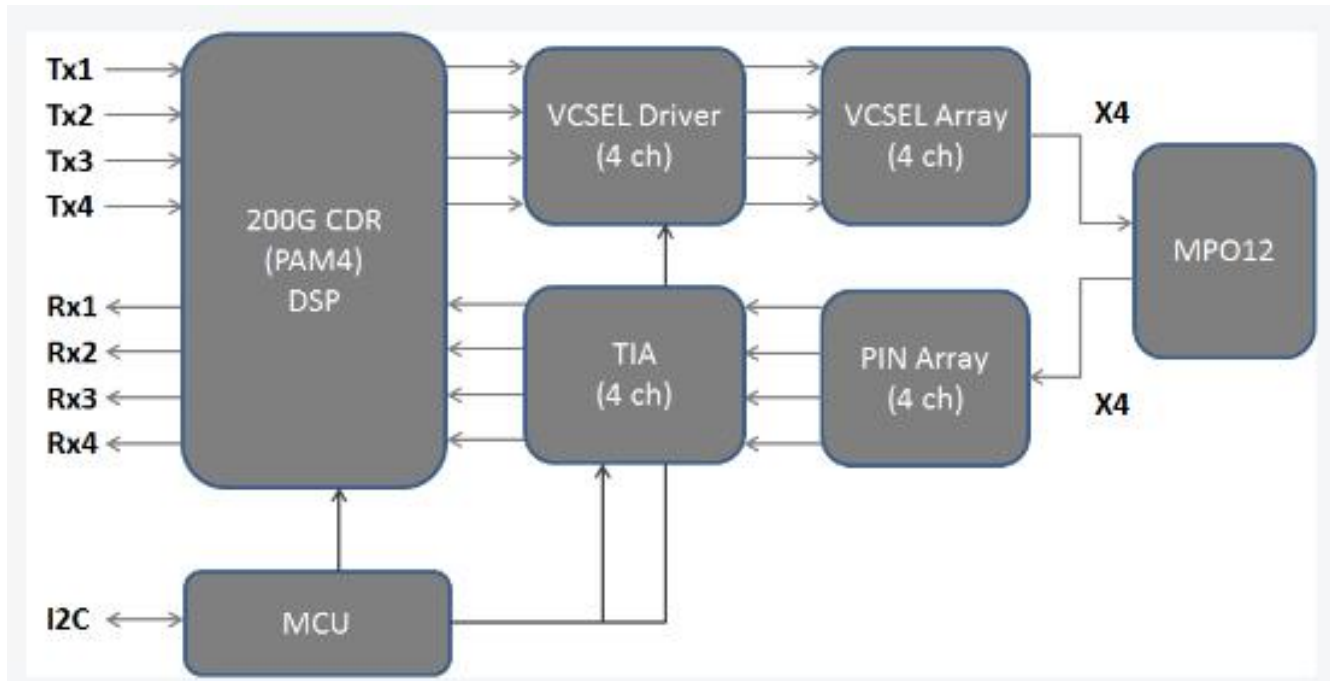 Tx1
Tx2
Tx3
Tx4
Rx1
Rx2
Rx3
Rx4
I2C
200G CDR
(PAM4)
DSP
MCU
VCSEL Driver
(4 ch)
TIA
(4 ch)
VCSEL Array
(4 ch)
PIN Array
(4 ch)
X4
X4
MPO12